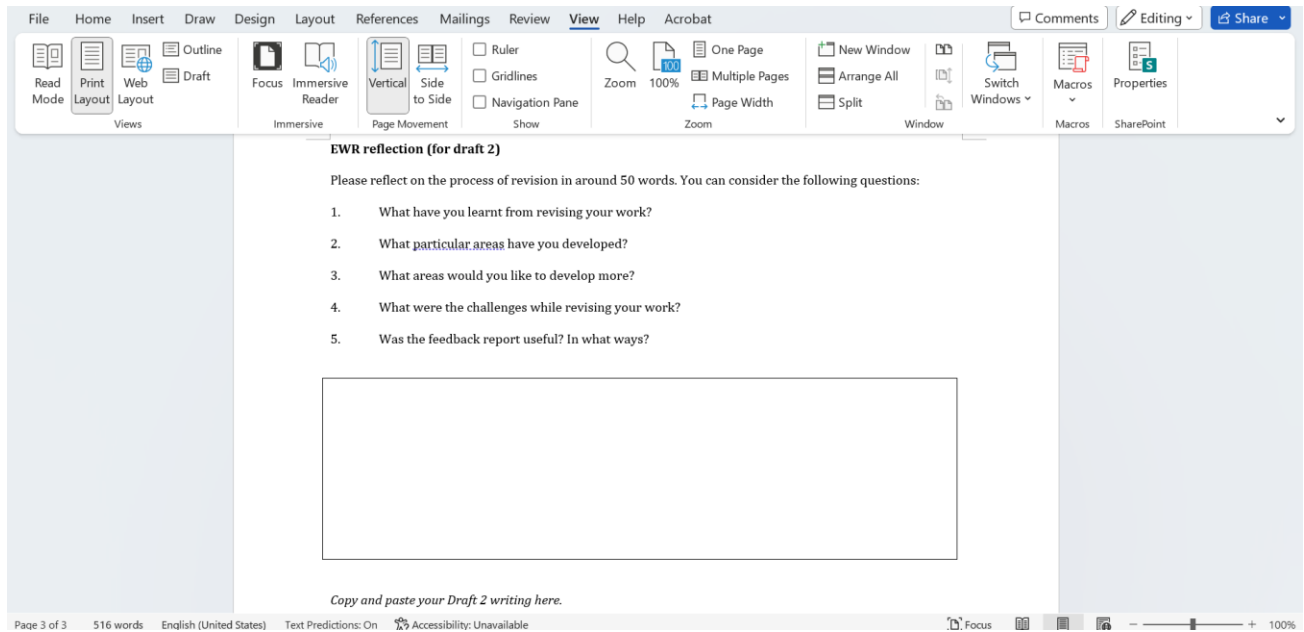 File Home Insert Draw Design Layout References Mailings Review View Help Acrobat Comments Editing Share
Read Mode
Print Layout
Web Layout
Outline
Draft
Views
Focus
Immersive Reader
Immersive
Vertical
Side to Side
Page Movement
Ruler
Gridlines
Navigation Pane
Show
Zoom
100
100%
One Page
Multiple Pages
Page Width
Zoom
New Window
Arrange All
Split
Switch Windows
Window
Macros
Macros
S
Properties
SharePoint
EWR reflection (for draft 2)
Please reflect on the process of revision in around 50 words. You can consider the following questions:
1. What have you learnt from revising your work?
2. What particular areas have you developed?
3. What areas would you like to develop more?
4. What were the challenges while revising your work?
5. Was the feedback report useful? In what ways?
Copy and paste your Draft 2 writing here.
Page 3 of 3 516 words English (United States) Text Predictions: On Accessibility: Unavailable Focus 100%